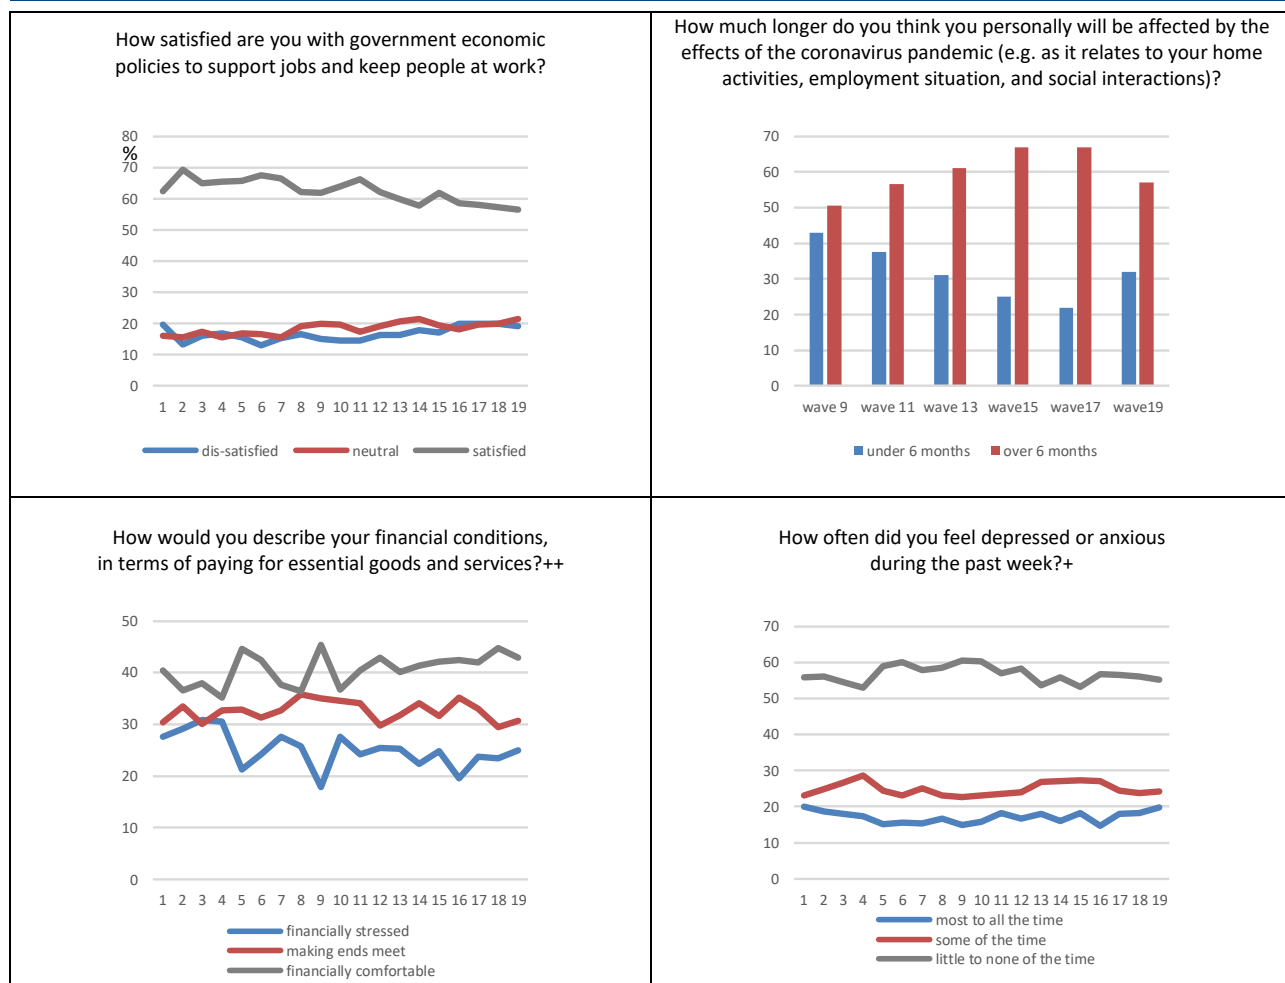 How satisfied are you with government economic
policies to support jobs and keep people at work?
80
%
70
60
50
40
30
20
10
0
1 2 3 4 5 6 7 8 9 10 11 12 13 14 15 16 17 18 19
dis-satisfied neutral satisfied
How much longer do you think you personally will be affected by the
effects of the coronavirus pandemic (e.g. as it relates to your home
activities, employment situation, and social interactions)?
70
60
50
40
30
20
10
0
wave 9 wave 11 wave 13 wave15 wave17 wave19
under 6 months over 6 months
How would you describe your financial conditions,
in terms of paying for essential goods and services?++
50
40
30
20
10
0
1 2 3 4 5 6 7 8 9 10 11 12 13 14 15 16 17 18 19
financially stressed
making ends meet
financially comfortable
How often did you feel depressed or anxious
during the past week?+
70
60
50
40
30
20
10
0
1 2 3 4 5 6 7 8 9 10 11 12 13 14 15 16 17 18 19
most to all the time
some of the time
little to none of the time